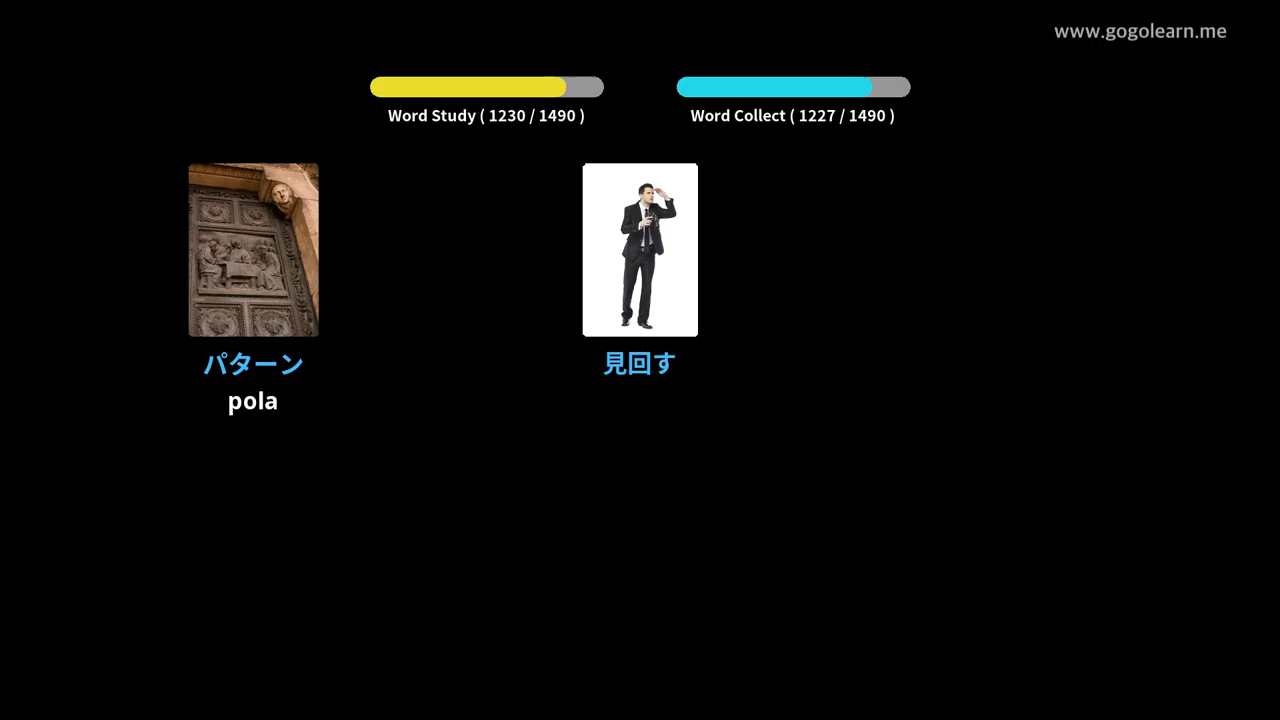 www.gogolearn.me
Word Study ( 1230 / 1490 )
Word Collect ( 1227 / 1490 )
パターン
pola
見回す